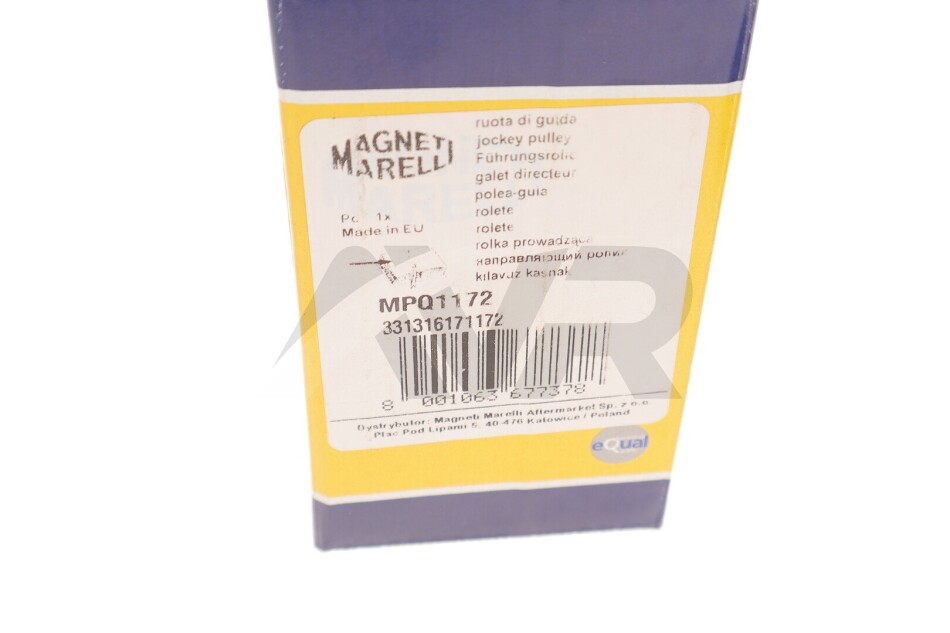 MAGNETI
MARELLI
ruota di guida
jockey pulley
Führungsrolle
galet directeur
polea-guia
rolete
rolete
rolka prowadząca
направляющий ролик
kılavuz kasnak
1x
Made in EU
MPQ1172
331316171172
8 001063 677378
Dystrybutor: Magneti Marelli Aftermarket Sp. z o.o.
Plac Pod Lipami 5, 40-476 Katowice / Poland
eQual
VR